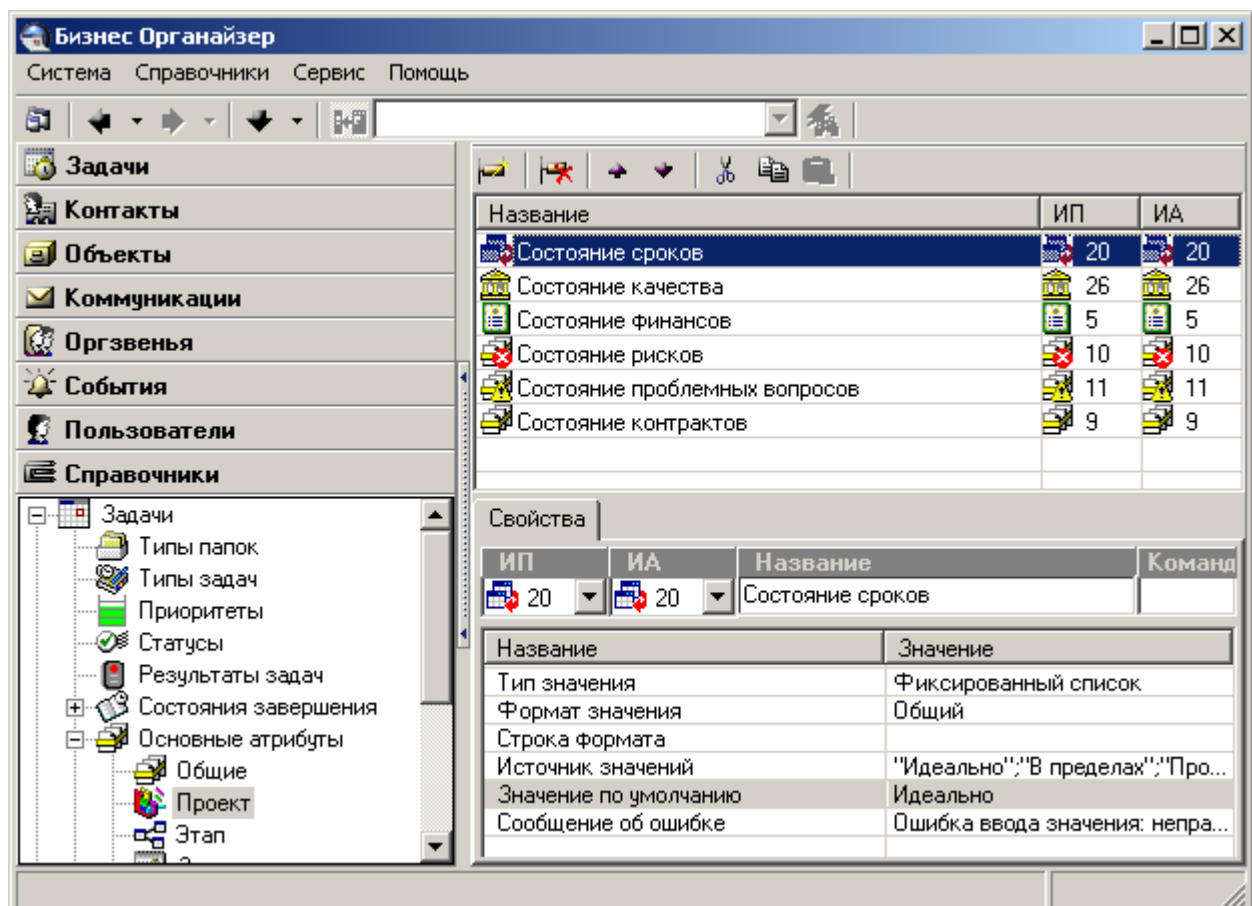 Бизнес Органайзер
Система Справочники Сервис Помощь
Задачи
Контакты
Объекты
Коммуникации
Оргзвенья
События
Пользователи
Справочники
Задачи
Типы папок
Типы задач
Приоритеты
Статусы
Результаты задач
Состояния завершения
Основные атрибуты
Общие
Проект
Этап
Название ИП ИА
Состояние сроков 20 20
Состояние качества 26 26
Состояние финансов 5 5
Состояние рисков 10 10
Состояние проблемных вопросов 11 11
Состояние контрактов 9 9
Свойства
ИП ИА Название Команд
20 20 Состояние сроков
Название Значение
Тип значения Фиксированный список
Формат значения Общий
Строка формата
Источник значений "Идеально";"В пределах";"Про...
Значение по умолчанию Идеально
Сообщение об ошибке Ошибка ввода значения: непра...